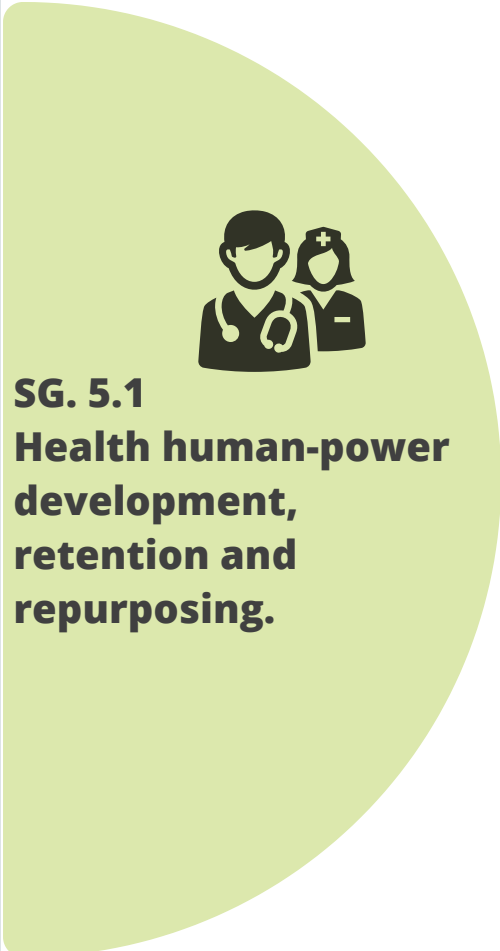 SG. 5.1
Health human-power
development,
retention and
repurposing.